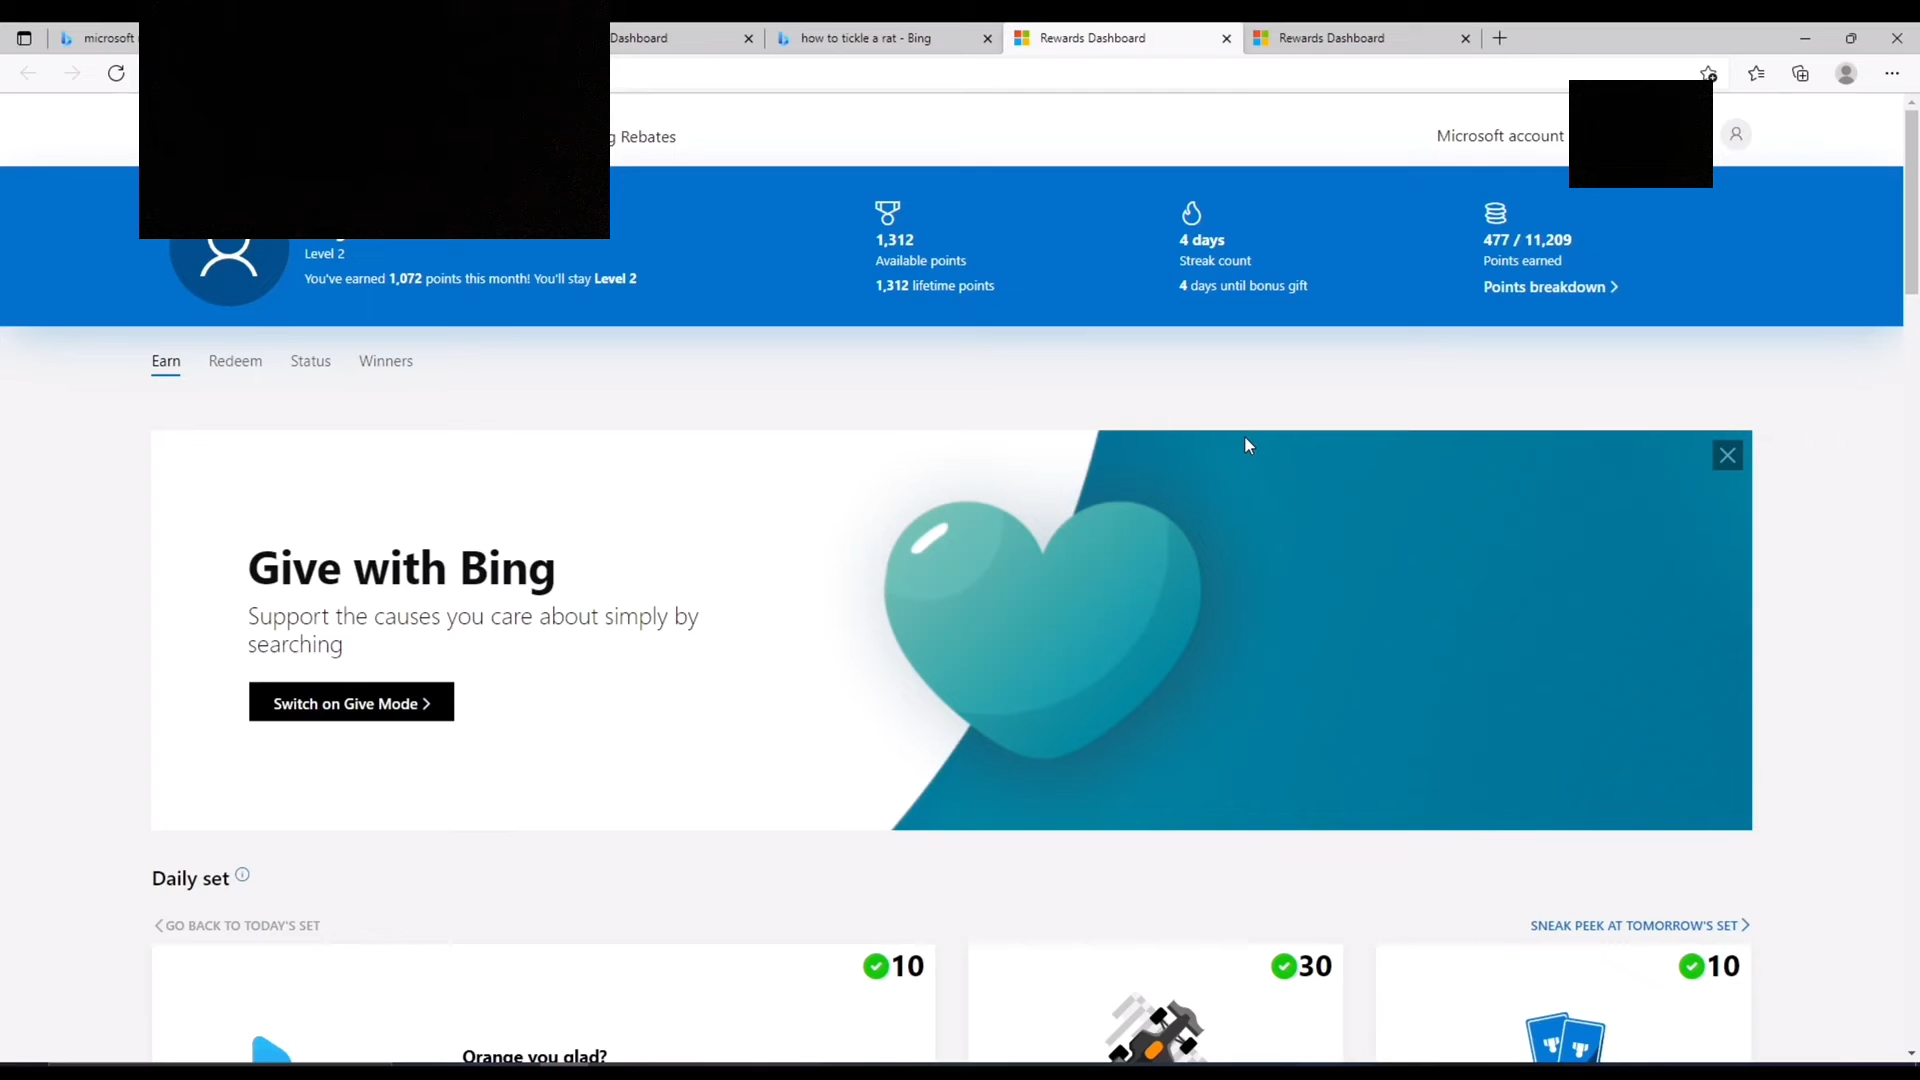 microsoft
Dashboard
how to tickle a rat - Bing
Rewards Dashboard
Rewards Dashboard
Rebates
Microsoft account
Level 2
You've earned 1,072 points this month! You'll stay Level 2
1,312
Available points
1,312 lifetime points
4 days
Streak count
4 days until bonus gift
477 / 11,209
Points earned
Points breakdown >
Earn
Redeem
Status
Winners
Give with Bing
Support the causes you care about simply by
searching
Switch on Give Mode >
Daily set
< GO BACK TO TODAY'S SET
SNEAK PEEK AT TOMORROW'S SET >
10
30
10
Orange you glad?